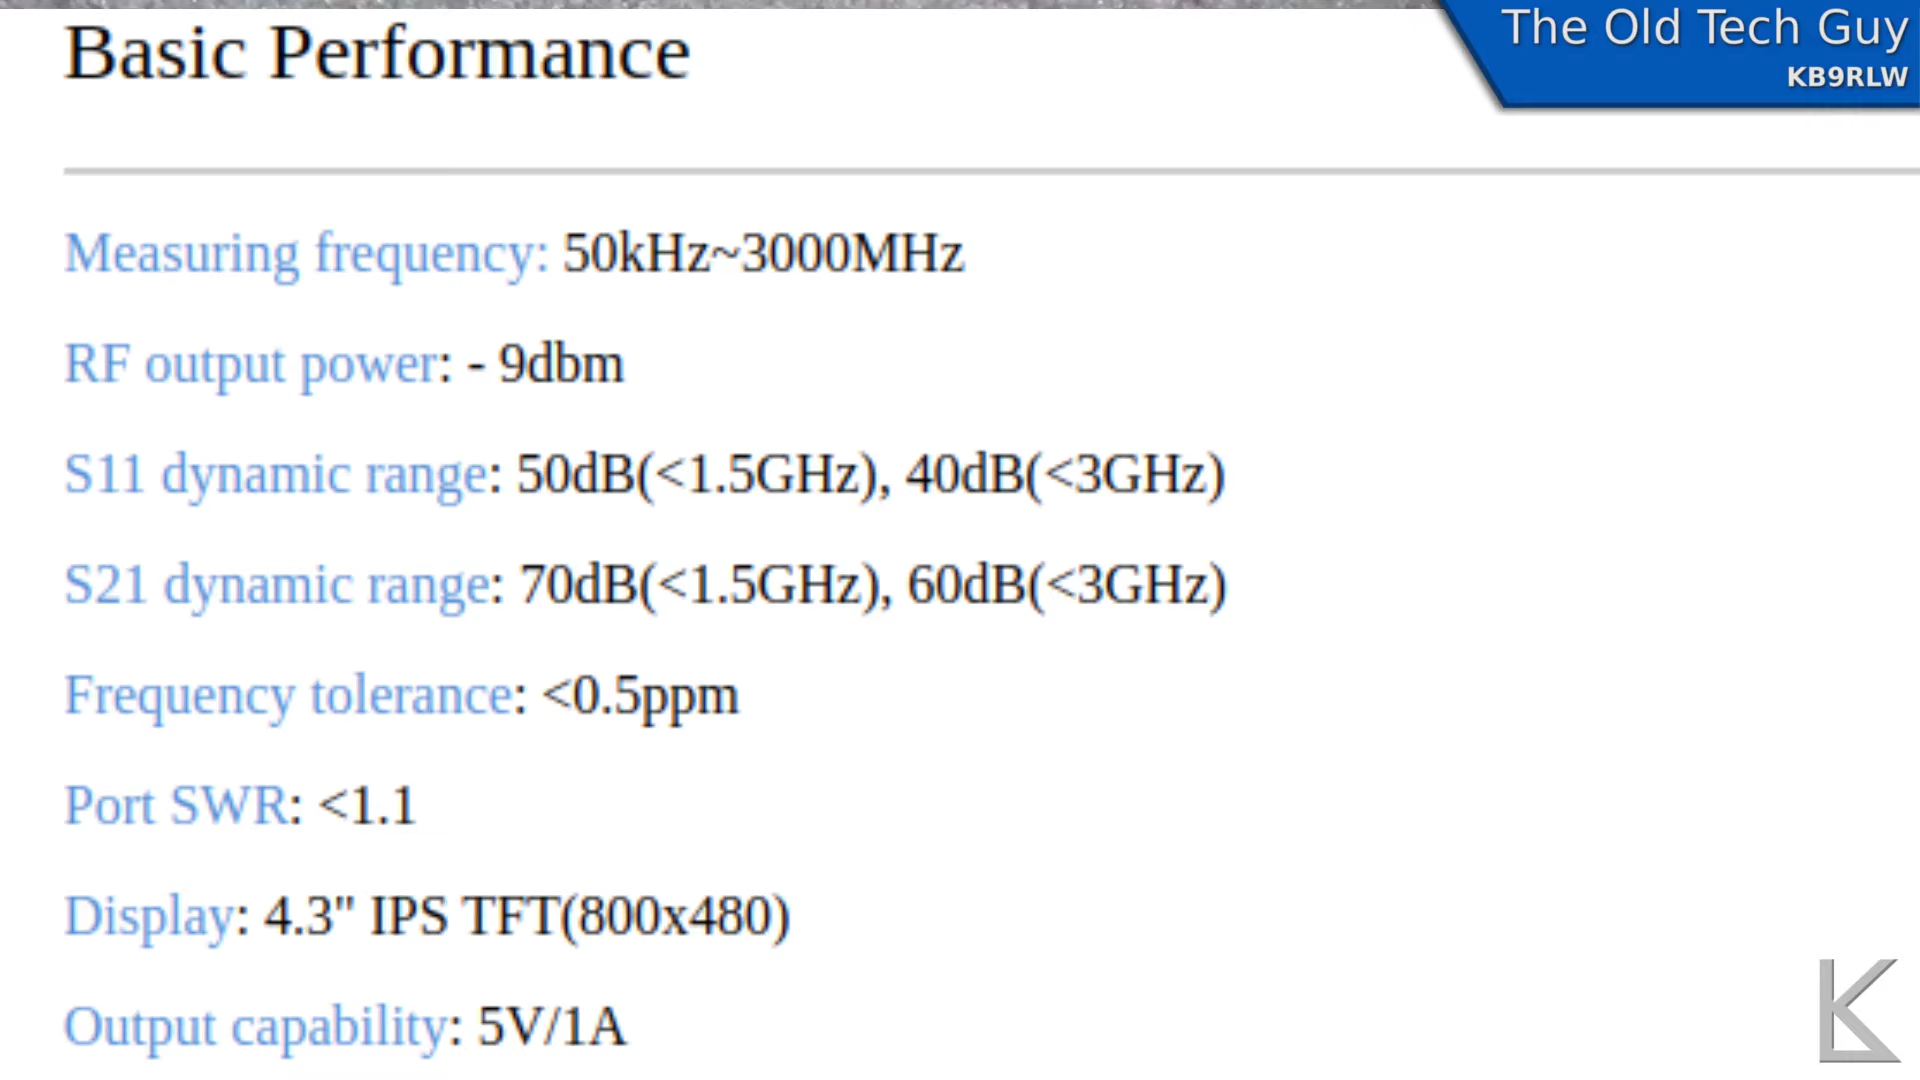 The Old Tech Guy
KB9RLW
Basic Performance
Measuring frequency: 50kHz~3000MHz
RF output power: - 9dbm
S11 dynamic range: 50dB(<1.5GHz), 40dB(<3GHz)
S21 dynamic range: 70dB(<1.5GHz), 60dB(<3GHz)
Frequency tolerance: <0.5ppm
Port SWR: <1.1
Display: 4.3" IPS TFT(800x480)
Output capability: 5V/1A
K